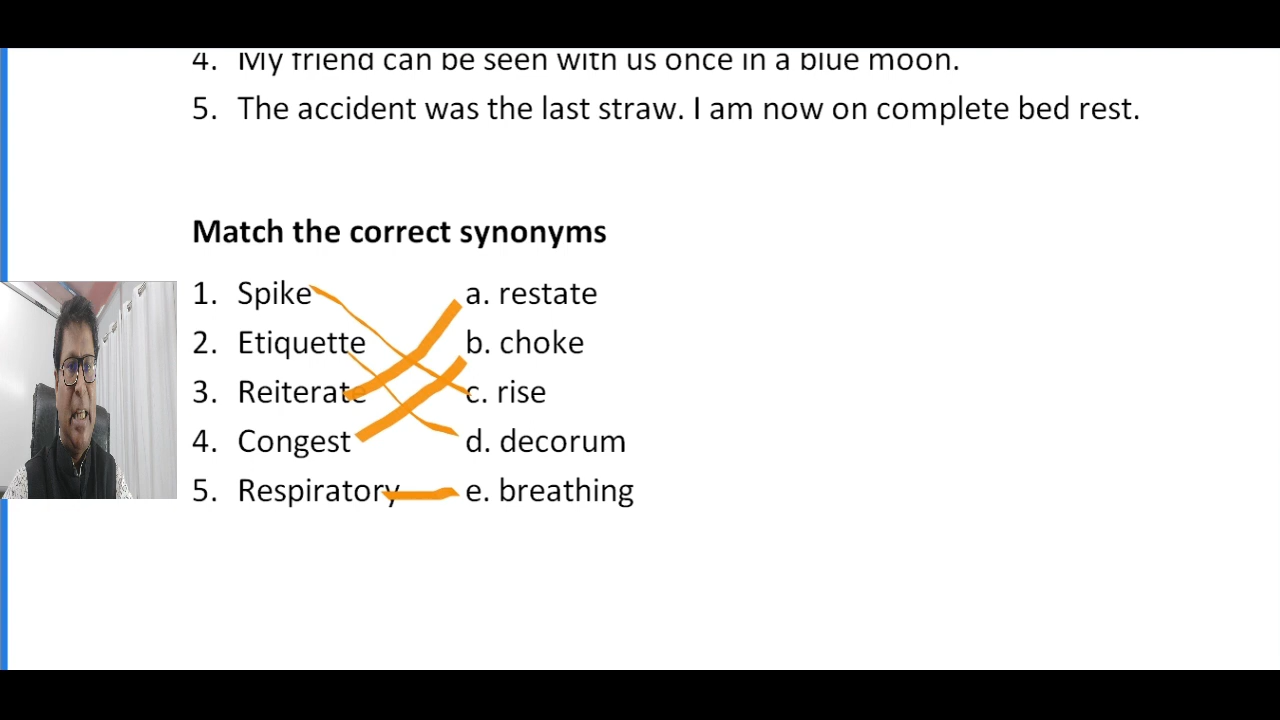 4. My friend can be seen with us once in a blue moon.
5. The accident was the last straw. I am now on complete bed rest.
Match the correct synonyms
1. Spike a. restate
2. Etiquette b. choke
3. Reiterate c. rise
4. Congest d. decorum
5. Respiratory e. breathing